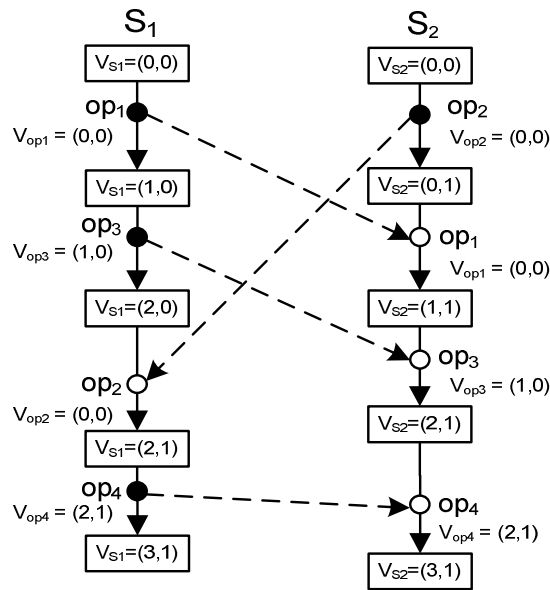 S1 S2
VS1=(0,0) VS2=(0,0)
op1 op2
Vop1 = (0,0) Vop2 = (0,0)
VS1=(1,0) VS2=(0,1)
op3 op1
Vop3 = (1,0) Vop1 = (0,0)
VS1=(2,0) VS2=(1,1)
op2 op3
Vop3 = (1,0)
Vop2 = (0,0) VS2=(2,1)
VS1=(2,1)
op4 op4
Vop4 = (2,1) Vop4 = (2,1)
VS1=(3,1) VS2=(3,1)